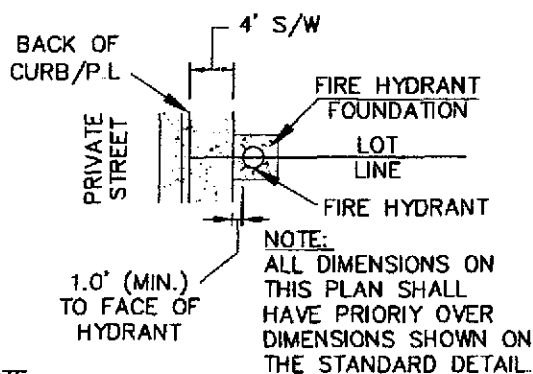 4' S/W
BACK OF
CURB/P.L
FIRE HYDRANT
FOUNDATION
PRIVATE
STREET
LOT
LINE
FIRE HYDRANT
1.0' (MIN.)
TO FACE OF
HYDRANT
NOTE:
ALL DIMENSIONS ON
THIS PLAN SHALL
HAVE PRIORIY OVER
DIMENSIONS SHOWN ON
THE STANDARD DETAIL.